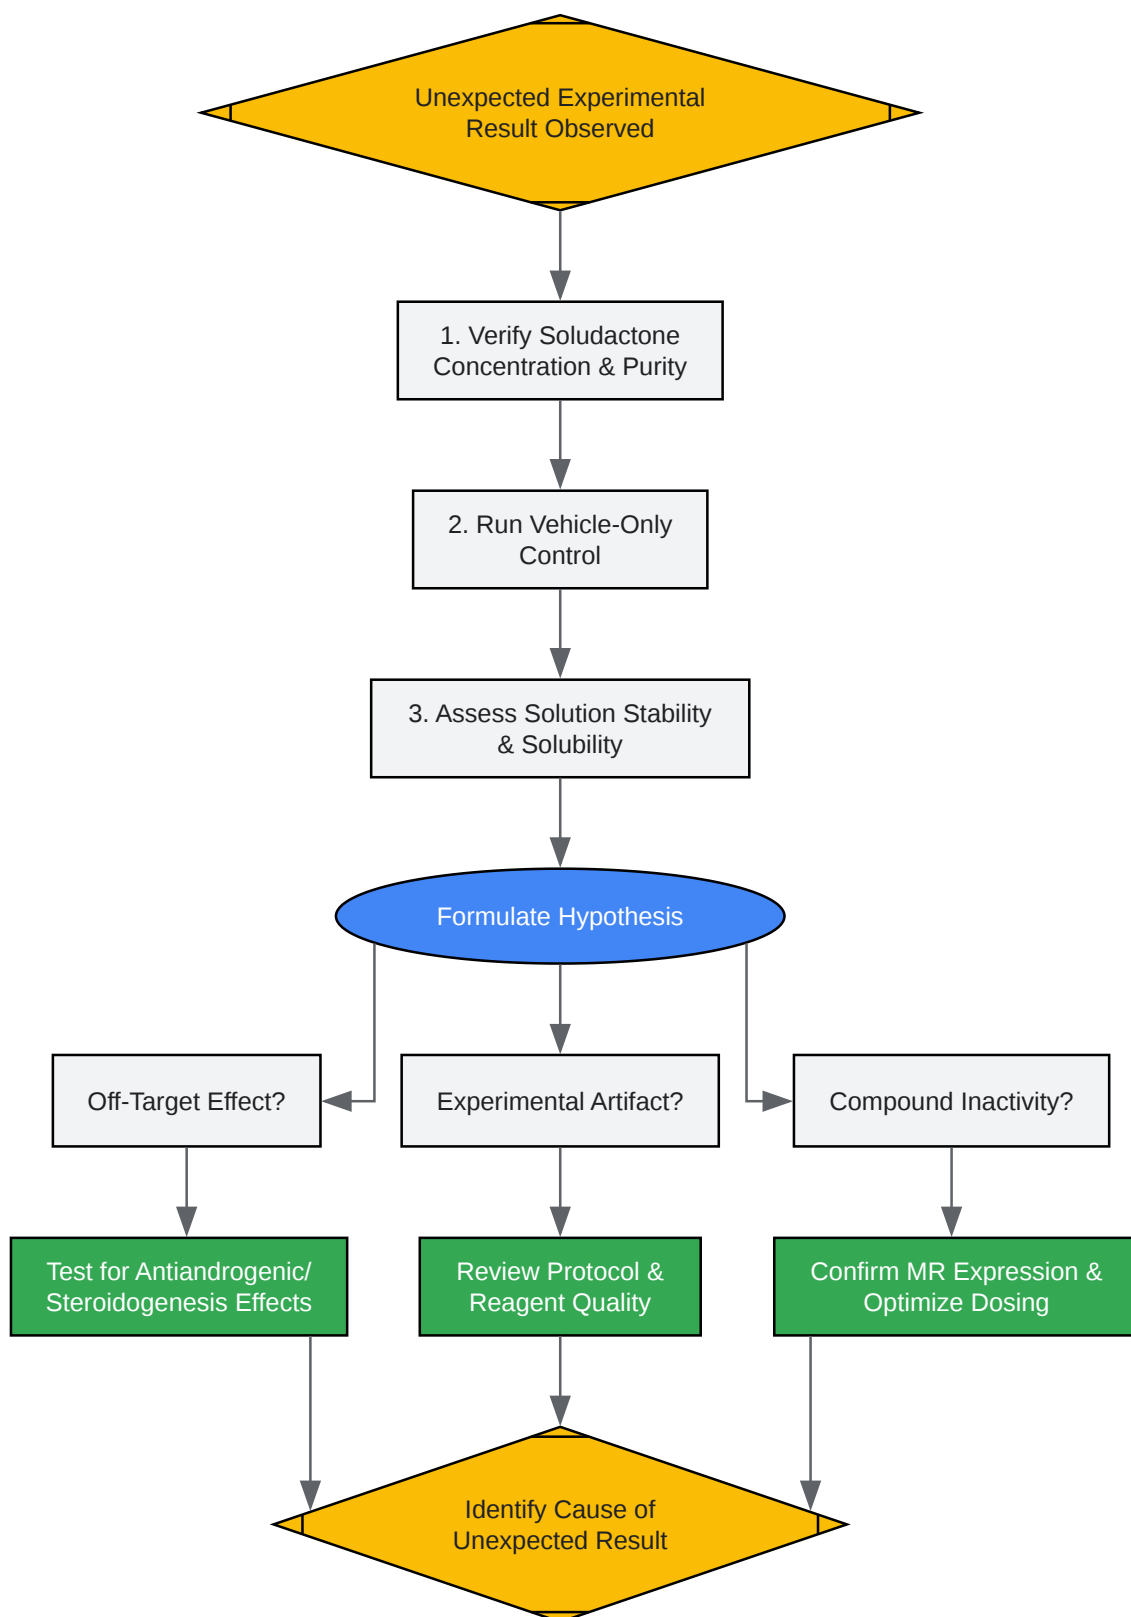 Unexpected Experimental
Result Observed
1. Verify Soludactone
Concentration & Purity
2. Run Vehicle-Only
Control
3. Assess Solution Stability
& Solubility
Formulate Hypothesis
Off-Target Effect?
Experimental Artifact?
Compound Inactivity?
Test for Antiandrogenic/
Steroidogenesis Effects
Review Protocol &
Reagent Quality
Confirm MR Expression &
Optimize Dosing
Identify Cause of
Unexpected Result